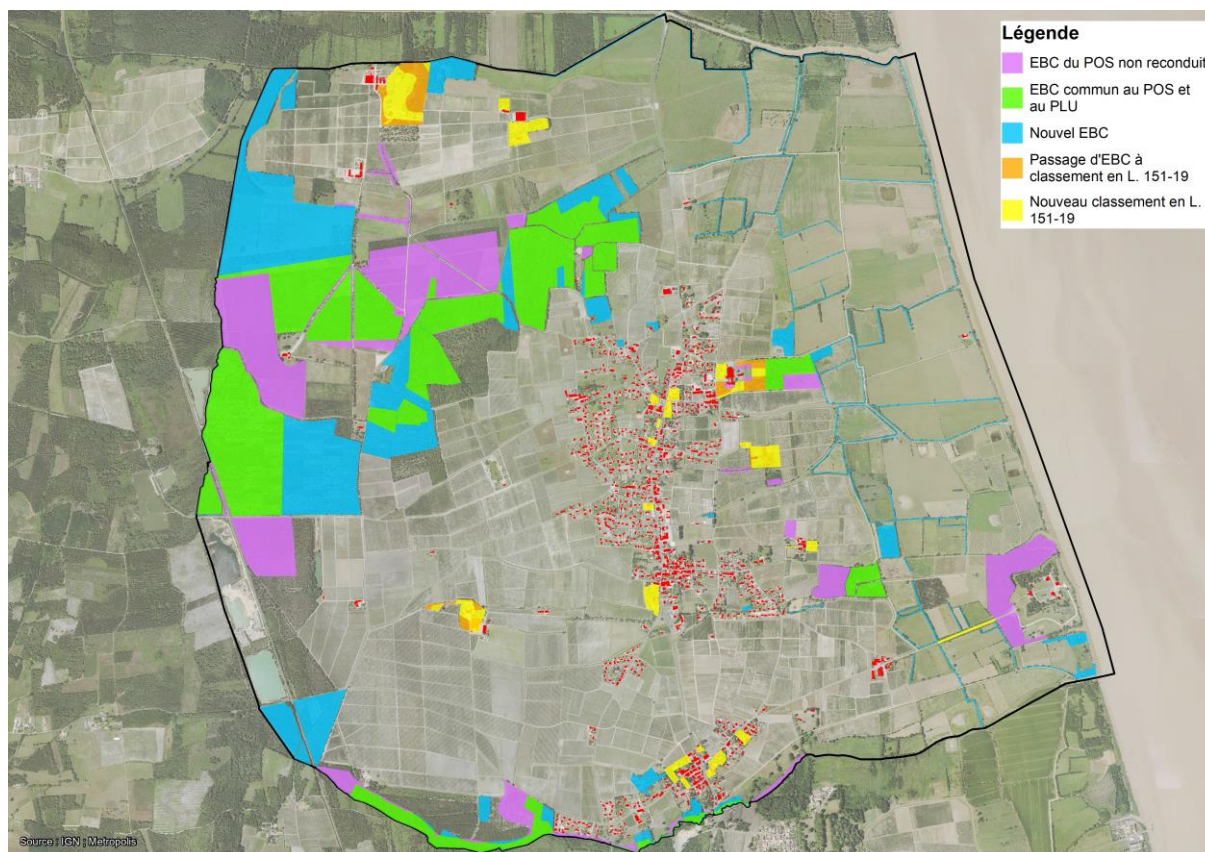 Légende
EBC du POS non reconduit
EBC commun au POS et
au PLU
Nouvel EBC
Passage d'EBC à
classement en L. 151-19
Nouveau classement en L.
151-19
Source : IGN ; Metropolis